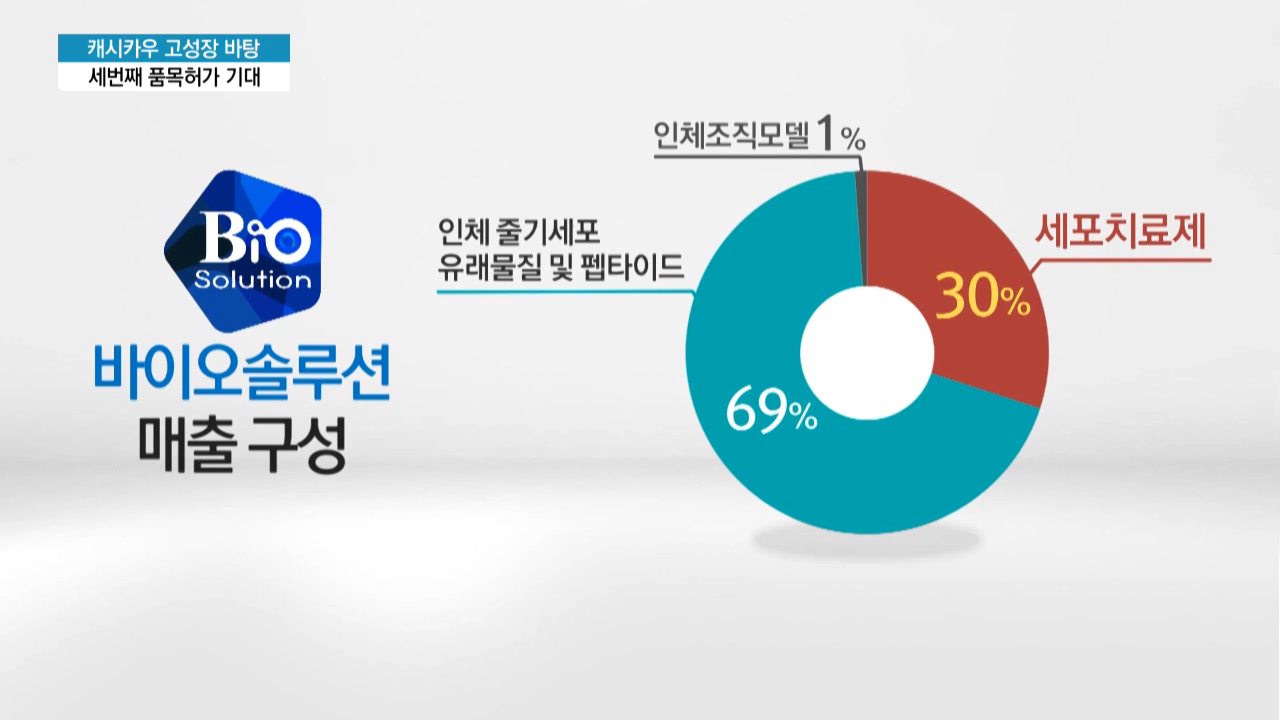 캐시카우 고성장 바탕
세번째 품목허가 기대
Bio
Solution
바이오솔루션
매출 구성
인체조직모델 1%
인체 줄기세포
유래물질 및 펩타이드
69%
세포치료제
30%